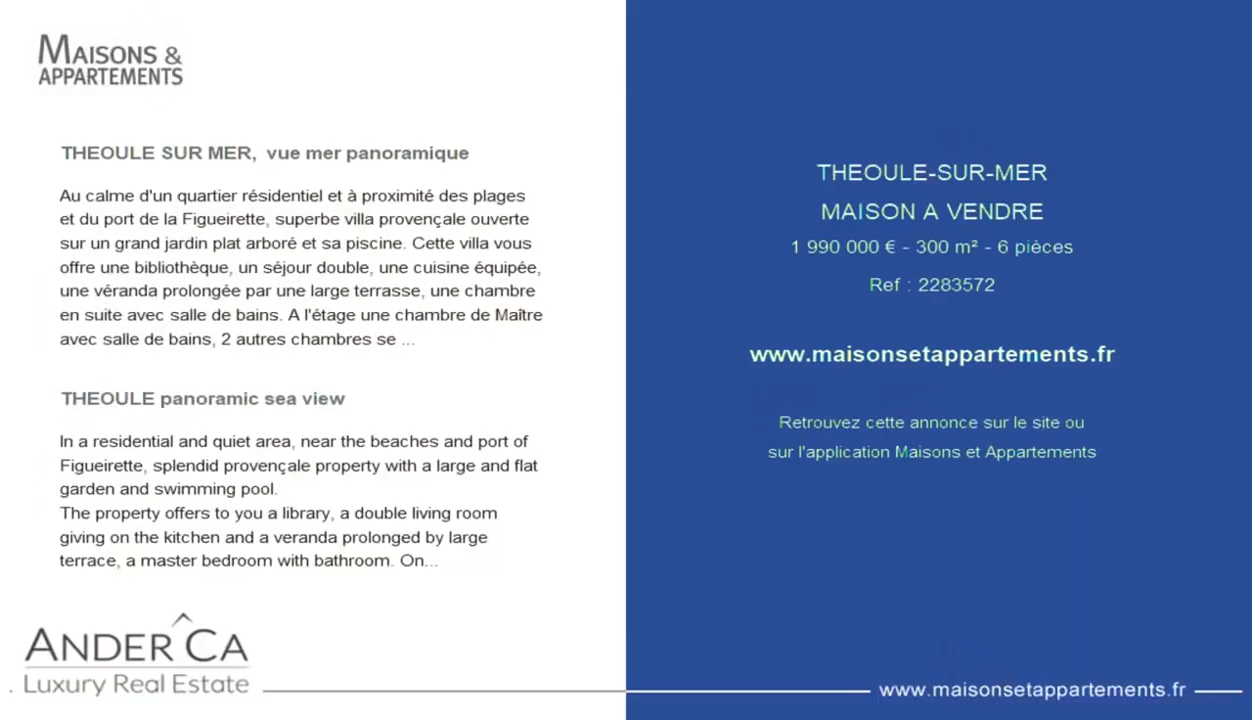 MAISONS &
APPARTEMENTS
THEOULE SUR MER, vue mer panoramique
Au calme d'un quartier résidentiel et à proximité des plages
et du port de la Figueirette, superbe villa provençale ouverte
sur un grand jardin plat arboré et sa piscine. Cette villa vous
offre une bibliothèque, un séjour double, une cuisine équipée,
une véranda prolongée par une large terrasse, une chambre
en suite avec salle de bains. A l'étage une chambre de Maître
avec salle de bains, 2 autres chambres se ...
THEOULE panoramic sea view
In a residential and quiet area, near the beaches and port of
Figueirette, splendid provençale property with a large and flat
garden and swimming pool.
The property offers to you a library, a double living room
giving on the kitchen and a veranda prolonged by large
terrace, a master bedroom with bathroom. On...
ANDER CA
Luxury Real Estate
THEOULE-SUR-MER
MAISON A VENDRE
1 990 000 € - 300 m² - 6 pièces
Ref : 2283572
www.maisonsetappartements.fr
Retrouvez cette annonce sur le site ou
sur l'application Maisons et Appartements
www.maisonsetappartements.fr